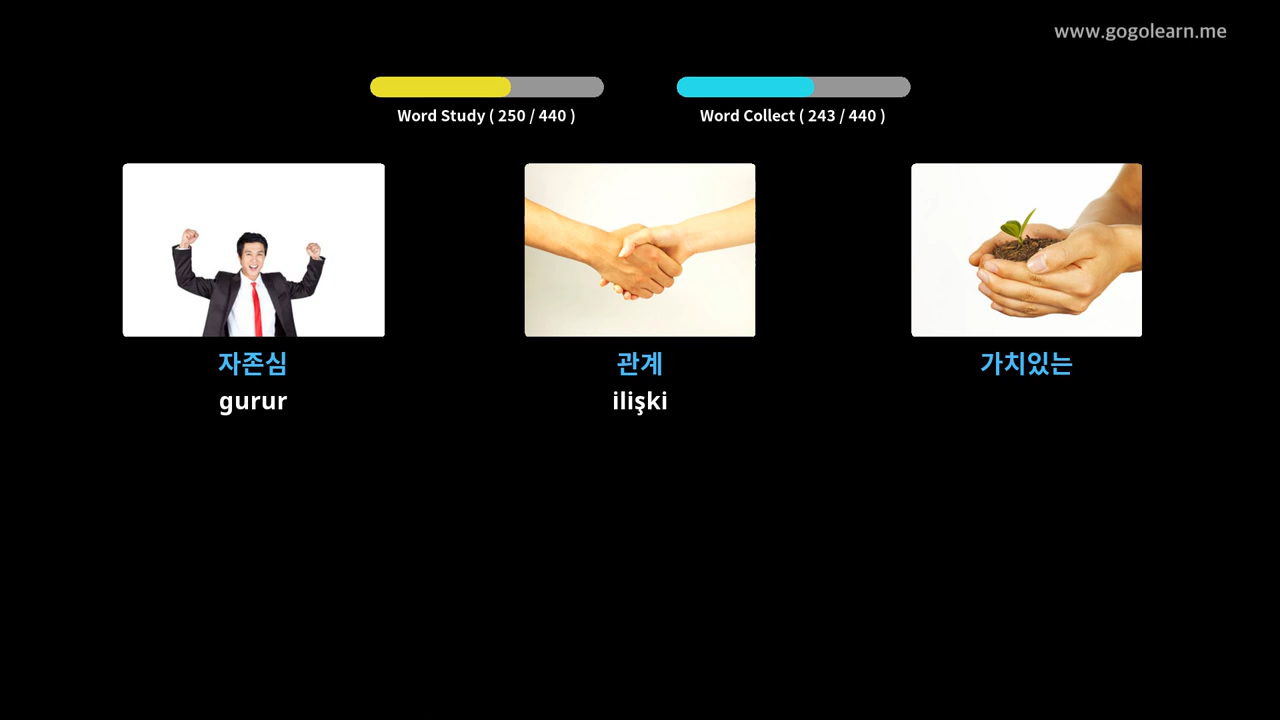 www.gogolearn.me
Word Study ( 250 / 440 )
Word Collect ( 243 / 440 )
자존심
gurur
관계
ilişki
가치있는